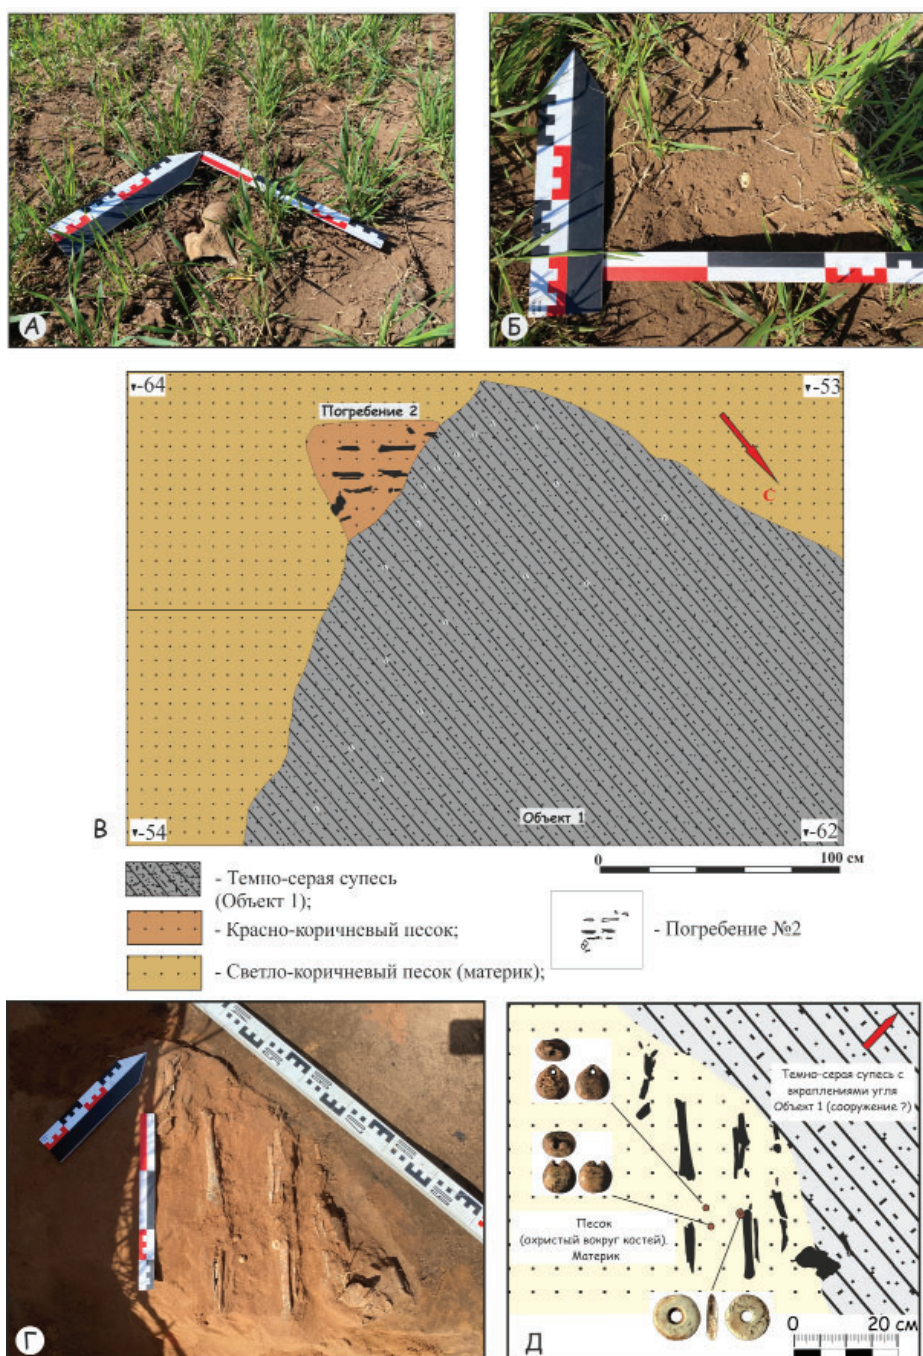 А
Б
-64
-53
Погребение 2
С
В
-54
Объект 1
-62
0 100 см
- Темно-серая супесь
(Объект 1);
- Красно-коричневый песок;
- Погребение №2
- Светло-коричневый песок (материк);
Темно-серая супесь с
вкраплениями угля
Объект 1 (сооружение ?)
Песок
(охристый вокруг костей).
Материк
Г
Д
0 20 см